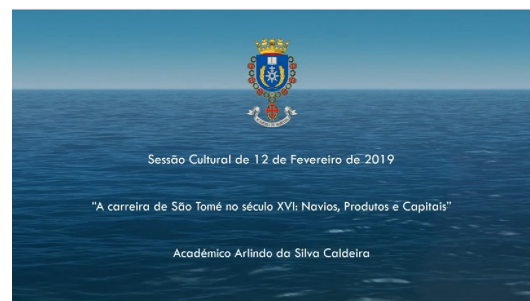 Sessão Cultural de 12 de Fevereiro de 2019
"A carreira de São Tomé no século XVI: Navios, Produtos e Capitais"
Académico Arlindo da Silva Caldeira